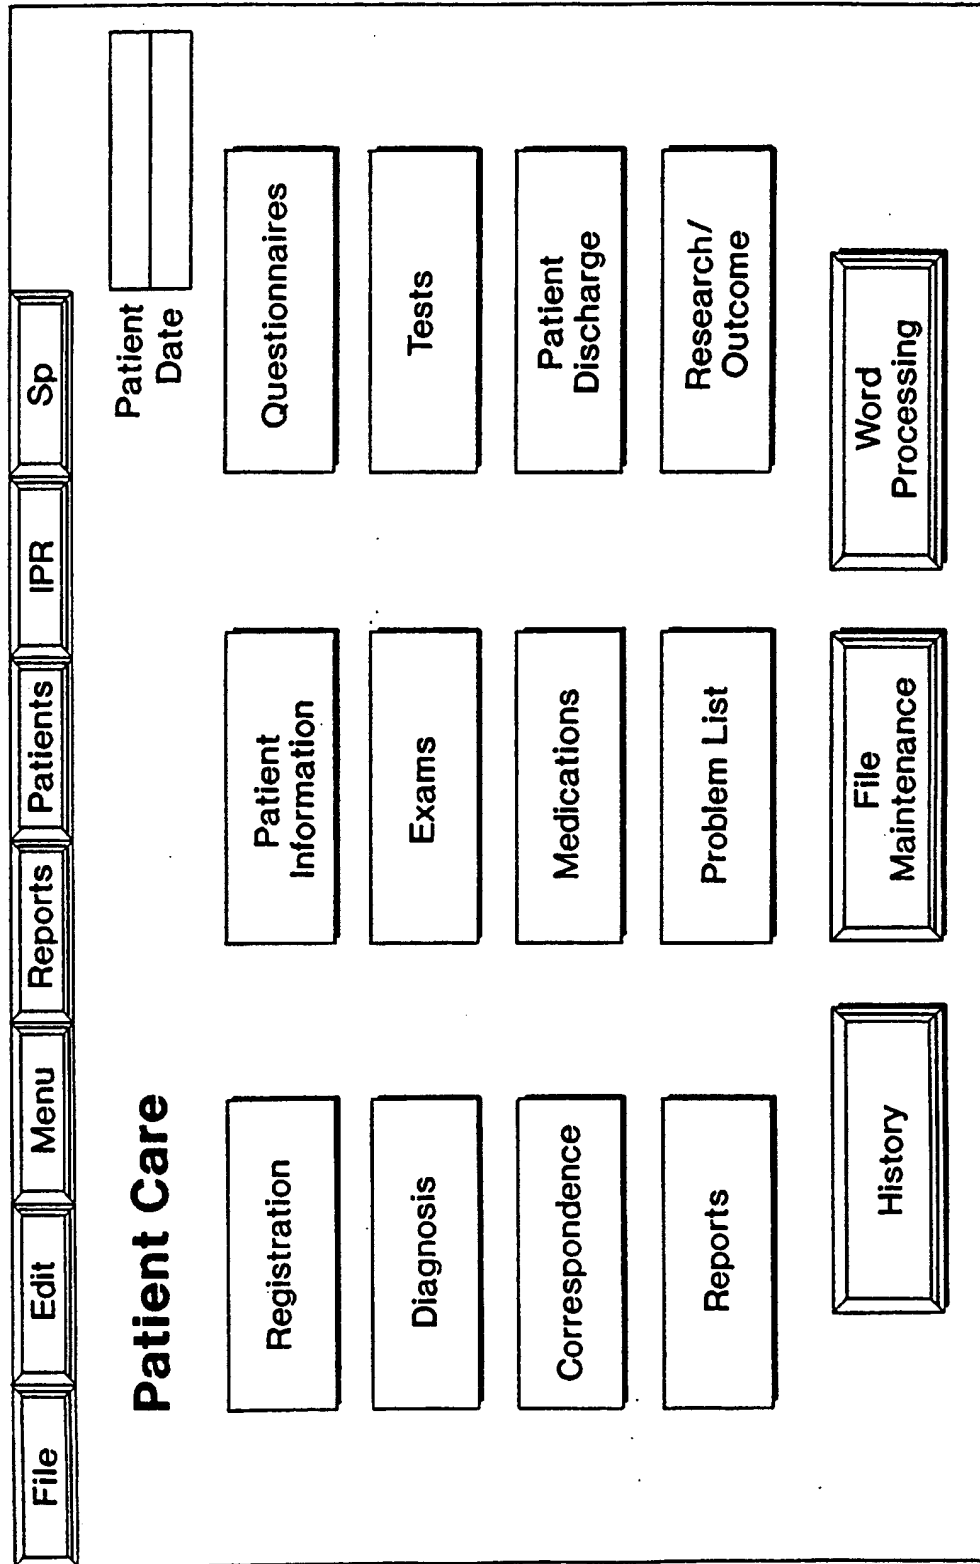 File Edit Menu Reports Patients IPR Sp
Patient Care
Patient
Date
Registration
Patient
Information
Questionnaires
Diagnosis
Exams
Tests
Correspondence
Medications
Patient
Discharge
Reports
Problem List
Research/
Outcome
History
File
Maintenance
Word
Processing